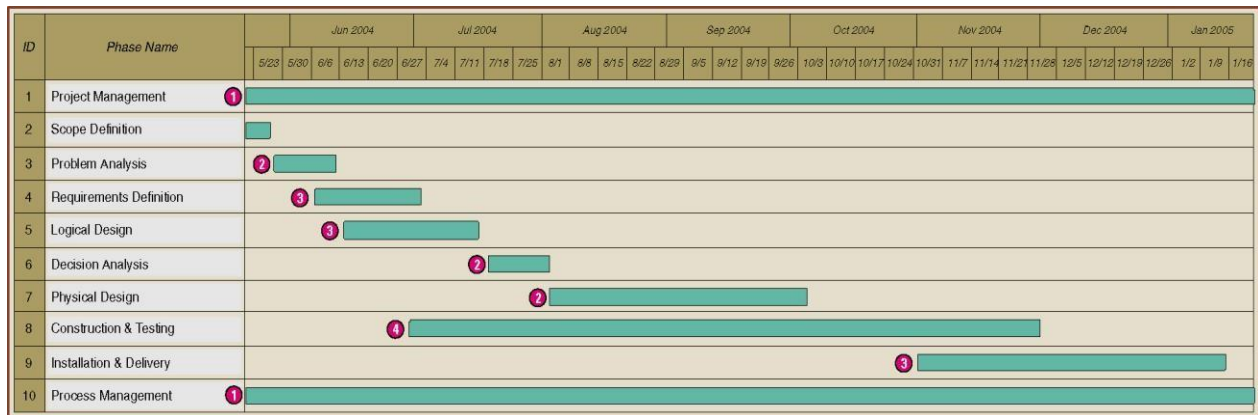 ID Phase Name Jun 2004 Jul 2004 Aug 2004 Sep 2004 Oct 2004 Nov 2004 Dec 2004 Jan 2005
5/23 5/30 6/6 6/13 6/20 6/27 7/4 7/11 7/18 7/25 8/1 8/8 8/15 8/22 8/29 9/5 9/12 9/19 9/26 10/3 10/10 10/17 10/24 10/31 11/7 11/14 11/21 11/28 12/5 12/12 12/19 12/26 1/2 1/9 1/16
1 Project Management 1
2 Scope Definition
3 Problem Analysis 2
4 Requirements Definition 3
5 Logical Design 3
6 Decision Analysis 2
7 Physical Design 2
8 Construction & Testing 4
9 Installation & Delivery 3
10 Process Management 1